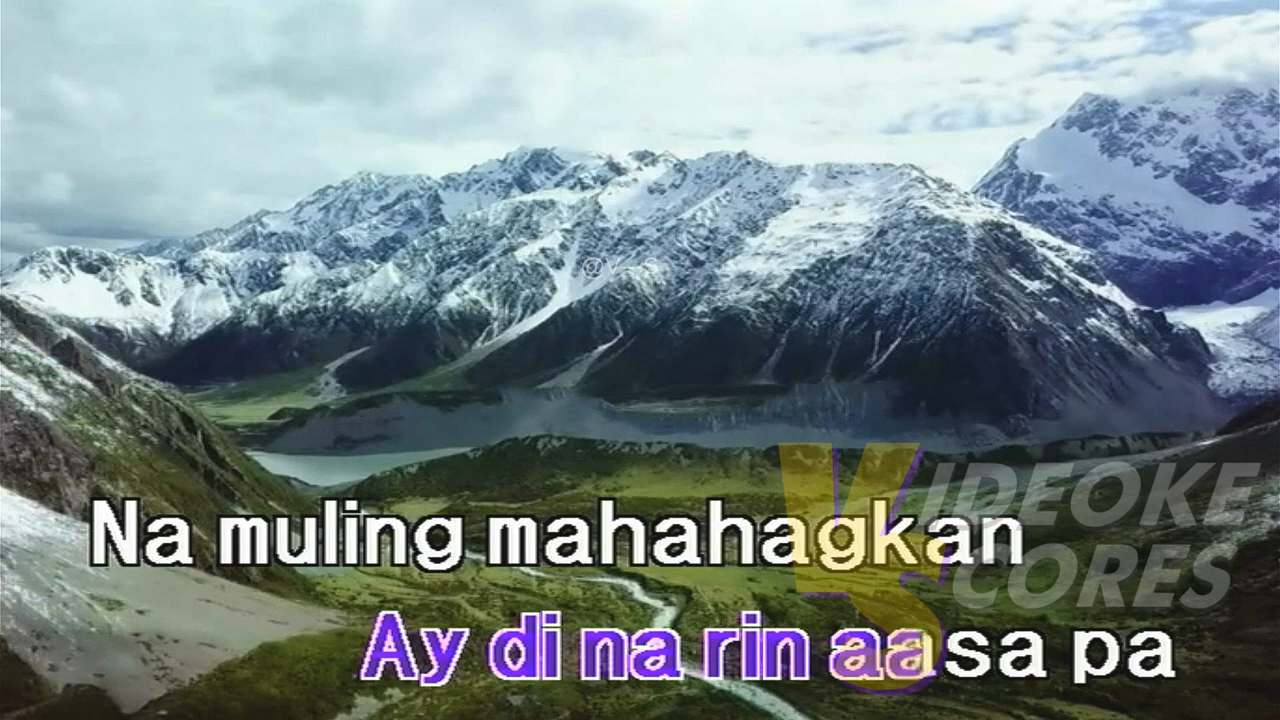 @V
VIDEOKE
SCORES
Na muling mahahagkan
Ay di na rin aasa pa